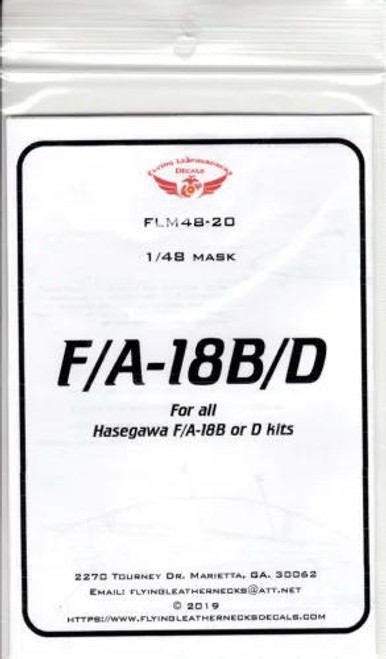 Flying Leathernecks
Decals
FLM48-20
1/48 MASK
F/A-18B/D
For all
Hasegawa F/A-18B or D kits
2270 Tourney Dr. Marietta, GA. 30062
Email: flyingleathernecks@att.net
© 2019
https://www.flyingleathernecksdecals.com